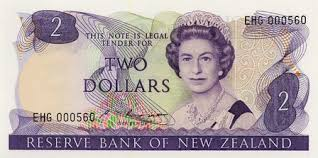 2
EHG 000560
THIS NOTE IS LEGAL
TENDER FOR
TWO
DOLLARS
EHG 000560
2
RESERVE BANK OF NEW ZEALAND